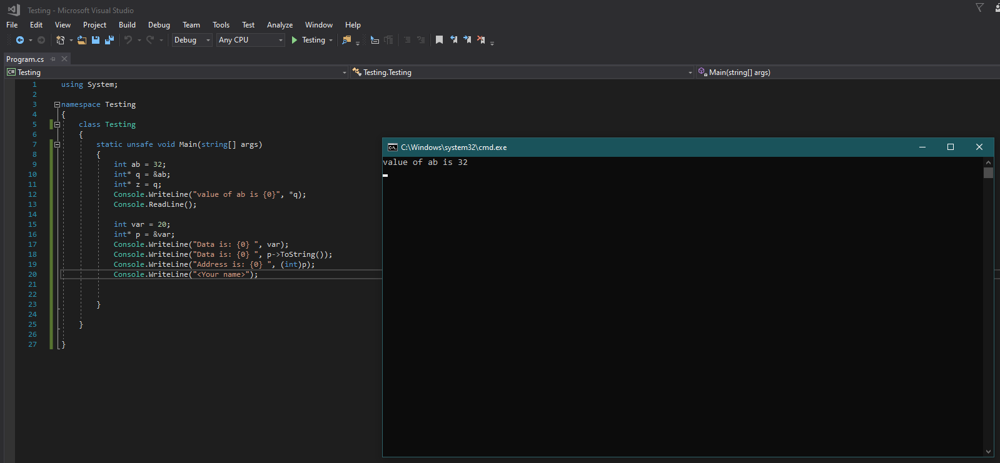 Testing - Microsoft Visual Studio
File Edit View Project Build Debug Team Tools Test Analyze Window Help
Debug Any CPU Testing
Program.cs
C# Testing Testing.Testing Main(string[] args)
1 using System;
2
3 namespace Testing
4 {
5 class Testing
6 {
7 static unsafe void Main(string[] args)
8 {
9 int ab = 32;
10 int* q = &ab;
11 int* z = q;
12 Console.WriteLine("value of ab is {0}", *q);
13 Console.ReadLine();
14
15 int var = 20;
16 int* p = &var;
17 Console.WriteLine("Data is: {0} ", var);
18 Console.WriteLine("Data is: {0} ", p->ToString());
19 Console.WriteLine("Address is: {0} ", (int)p);
20 Console.WriteLine("<Your name>");
21
22
23 }
24
25 }
26
27 }
C:\Windows\system32\cmd.exe
value of ab is 32